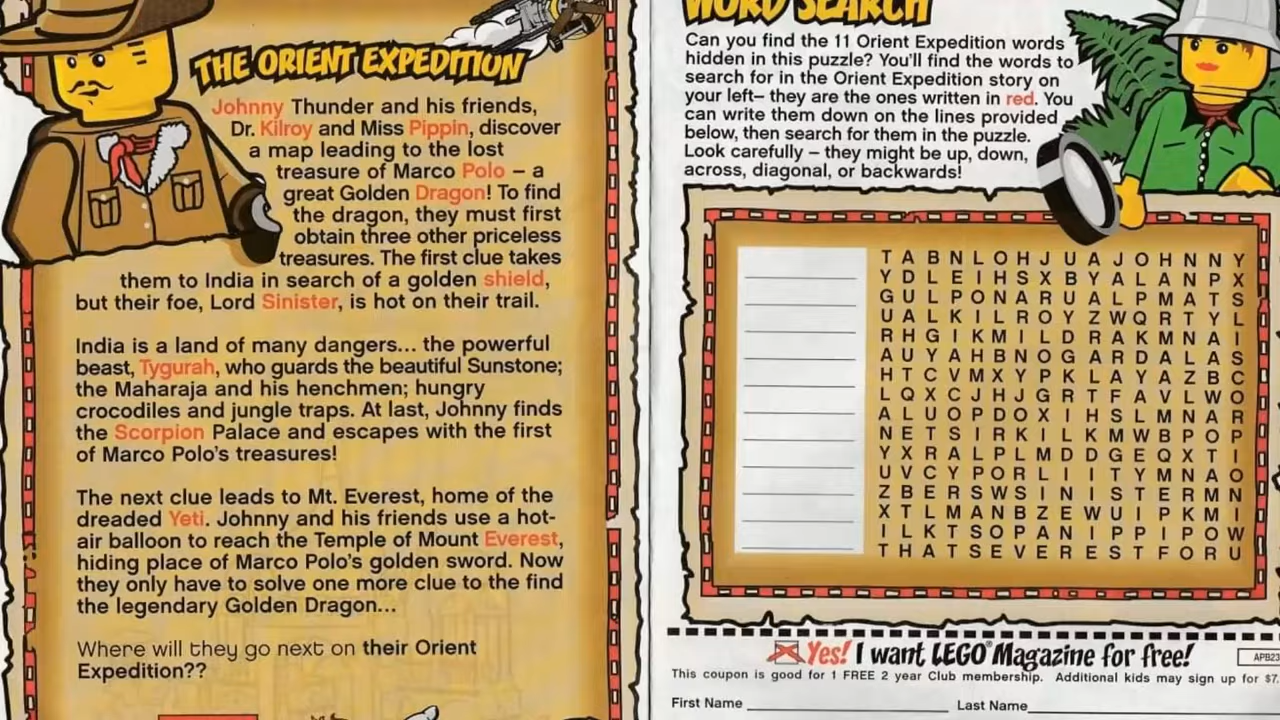 THE ORIENT EXPEDITION
Johnny Thunder and his friends,
Dr. Kilroy and Miss Pippin, discover
a map leading to the lost
treasure of Marco Polo – a
great Golden Dragon! To find
the dragon, they must first
obtain three other priceless
treasures. The first clue takes
them to India in search of a golden shield,
but their foe, Lord Sinister, is hot on their trail.
India is a land of many dangers... the powerful
beast, Tygurah, who guards the beautiful Sunstone;
the Maharaja and his henchmen; hungry
crocodiles and jungle traps. At last, Johnny finds
the Scorpion Palace and escapes with the first
of Marco Polo's treasures!
The next clue leads to Mt. Everest, home of the
dreaded Yeti. Johnny and his friends use a hot-
air balloon to reach the Temple of Mount Everest,
hiding place of Marco Polo's golden sword. Now
they only have to solve one more clue to the find
the legendary Golden Dragon...
Where will they go next on their Orient
Expedition??
WORD SEARCH
Can you find the 11 Orient Expedition words
hidden in this puzzle? You'll find the words to
search for in the Orient Expedition story on
your left– they are the ones written in red. You
can write them down on the lines provided
below, then search for them in the puzzle.
Look carefully – they might be up, down,
across, diagonal, or backwards!
T A B N L O H J U A J O H N N Y
Y D L E I H S X B Y A L A N P X
G U L P O N A R U A L P M A T S
U A L K I L R O Y Z W Q R T Y L
R H G I K M I L D R A K M N A I
A U Y A H B N O G A R D A L A S
H T C V M X Y P K L A Y A Z B C
L Q X C J H J G R T F A V L W O
A L U O P D O X I H S L M N A R
N E T S I R K I L K M W B P O P
Y X R A L P L M D D G E Q X T I
U V C Y P O R L I I T Y M N A O
Z B E R S W S I N I S T E R M N
X T L M A N B Z E W U I P K M I
I L K T S O P A N I P P I P O W
T H A T S E V E R E S T F O R U
Yes! I want LEGO® Magazine for free!
APB23
This coupon is good for 1 FREE 2 year Club membership. Additional kids may sign up for $7.
First Name
Last Name